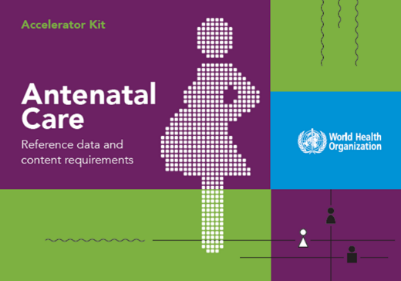 Accelerator Kit
Antenatal
Care
Reference data and
content requirements
World Health
Organization